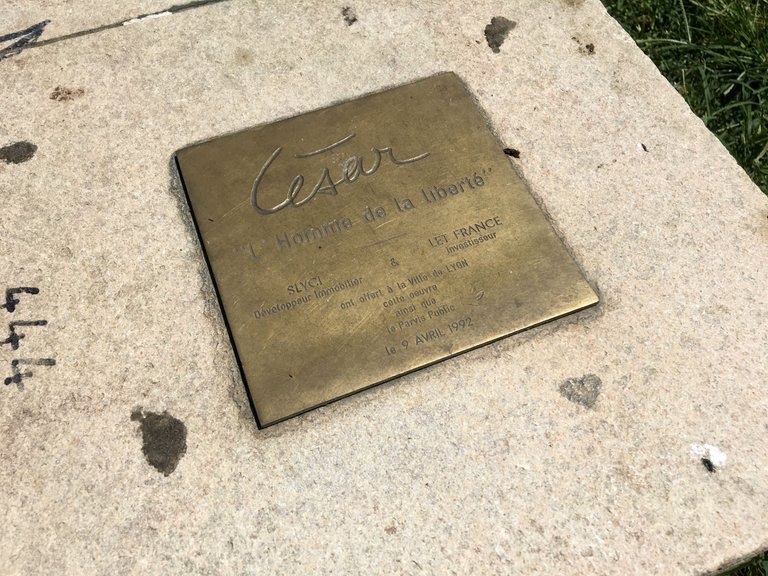 César
"L'Homme de la liberté"
SLYCI & LET FRANCE
Développeur Immobilier Investisseur
ont offert à la Ville de LYON
cette oeuvre
ainsi que
le Parvis Public
le 9 AVRIL 1992